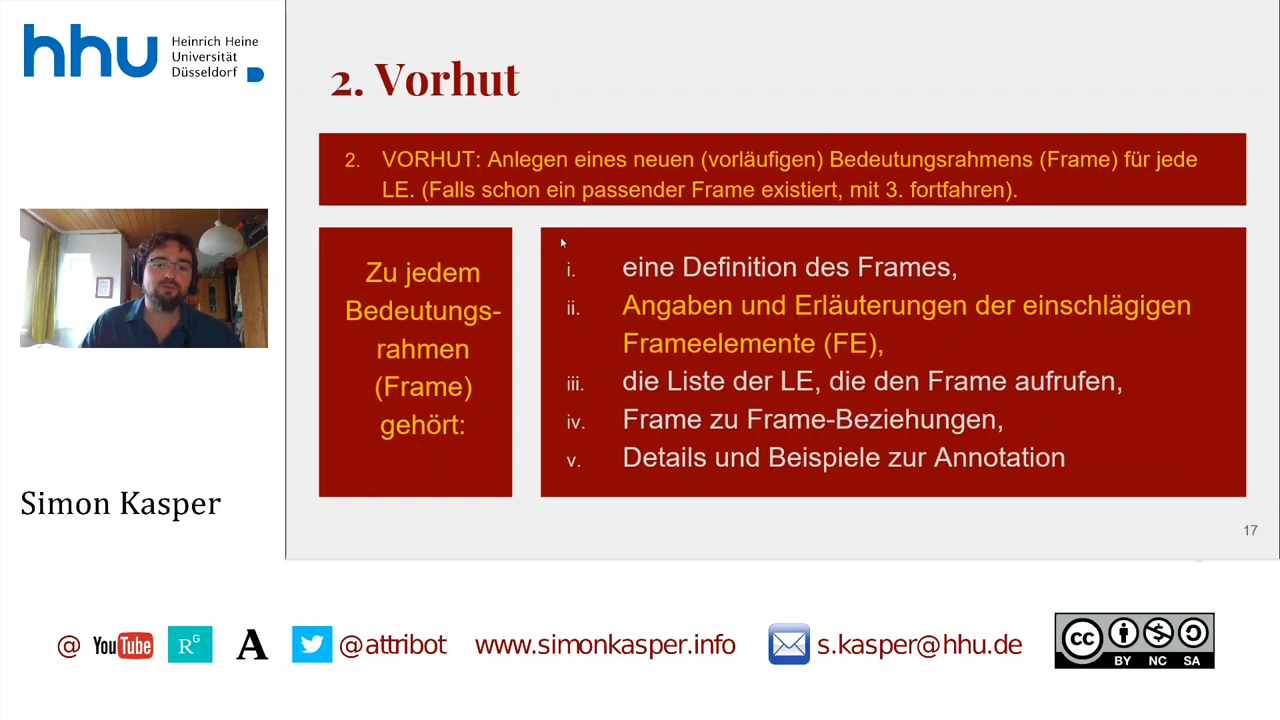 hhu Heinrich Heine
Universität
Düsseldorf
2. Vorhut
2. VORHUT: Anlegen eines neuen (vorläufigen) Bedeutungsrahmens (Frame) für jede
LE. (Falls schon ein passender Frame existiert, mit 3. fortfahren).
Zu jedem
Bedeutungs-
rahmen
(Frame)
gehört:
i. eine Definition des Frames,
ii. Angaben und Erläuterungen der einschlägigen
Frameelemente (FE),
iii. die Liste der LE, die den Frame aufrufen,
iv. Frame zu Frame-Beziehungen,
v. Details und Beispiele zur Annotation
Simon Kasper
17
@ YouTube RG A @attribot www.simonkasper.info s.kasper@hhu.de
cc BY NC SA